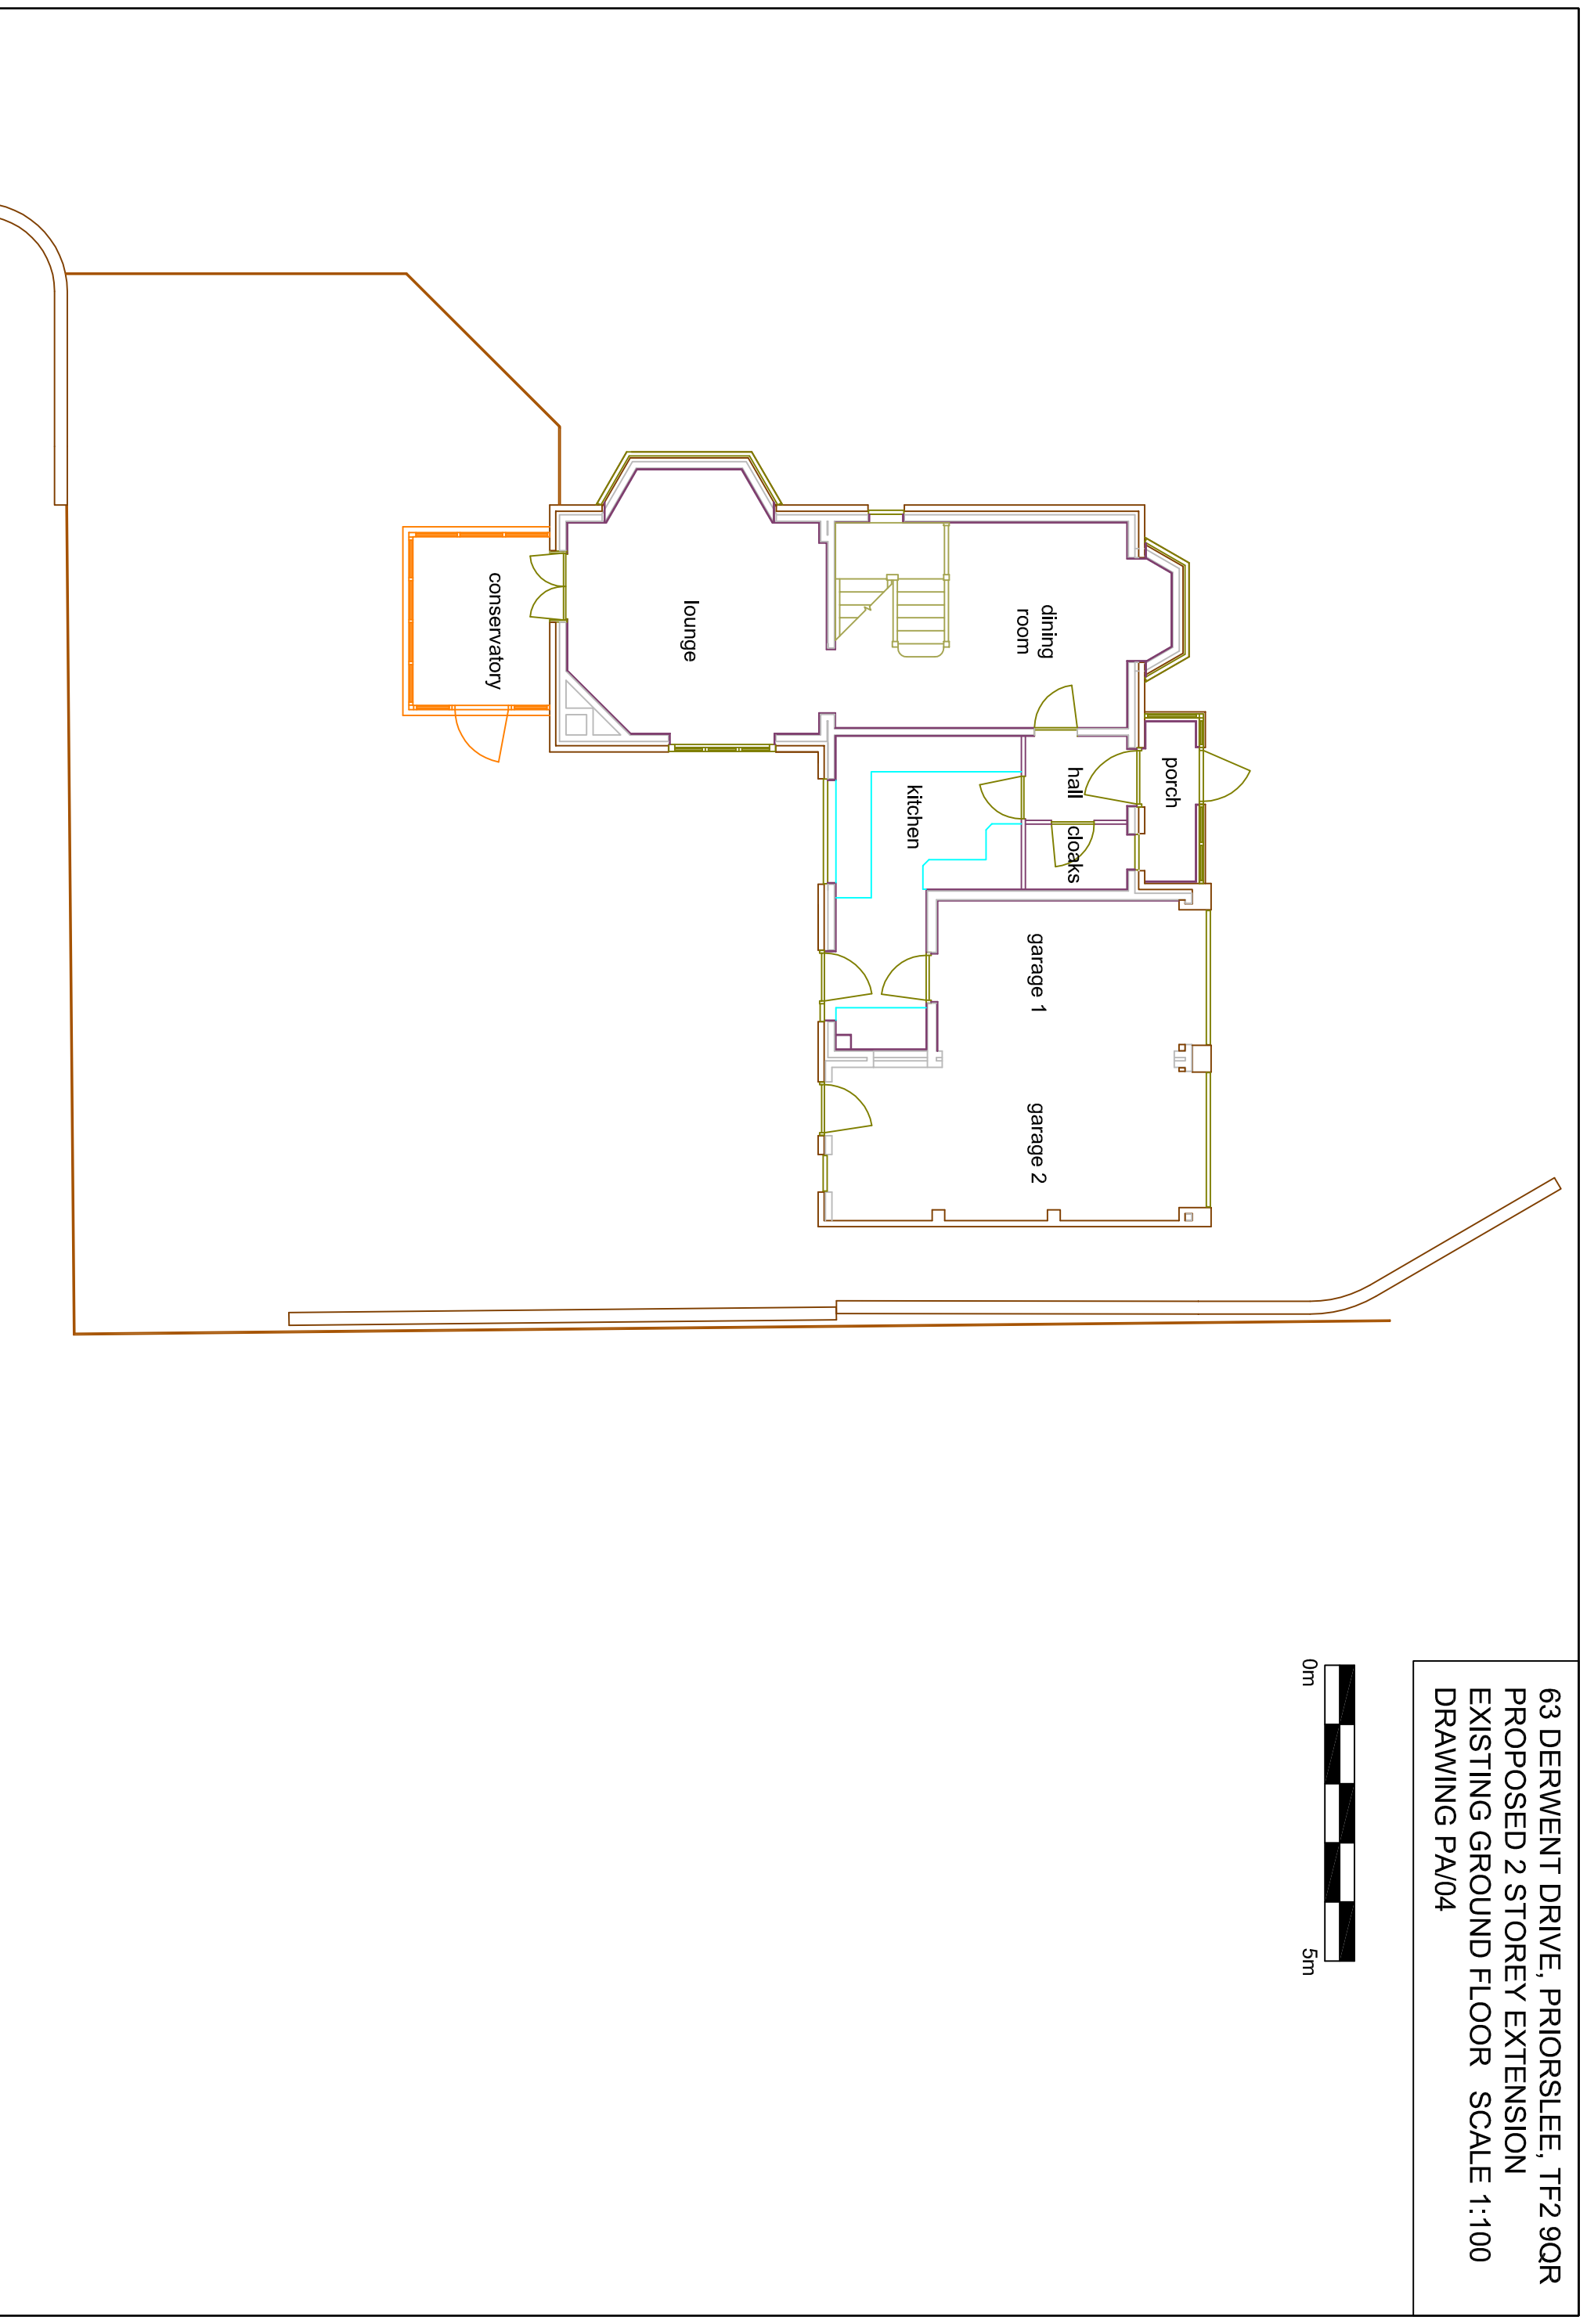 63 DERWENT DRIVE, PRIORSLEE, TF2 9QR
PROPOSED 2 STOREY EXTENSION
EXISTING GROUND FLOOR   SCALE 1:100
DRAWING PA/04
0m
5m
porch
hall
cloaks
dining
room
garage 1
garage 2
kitchen
lounge
conservatory